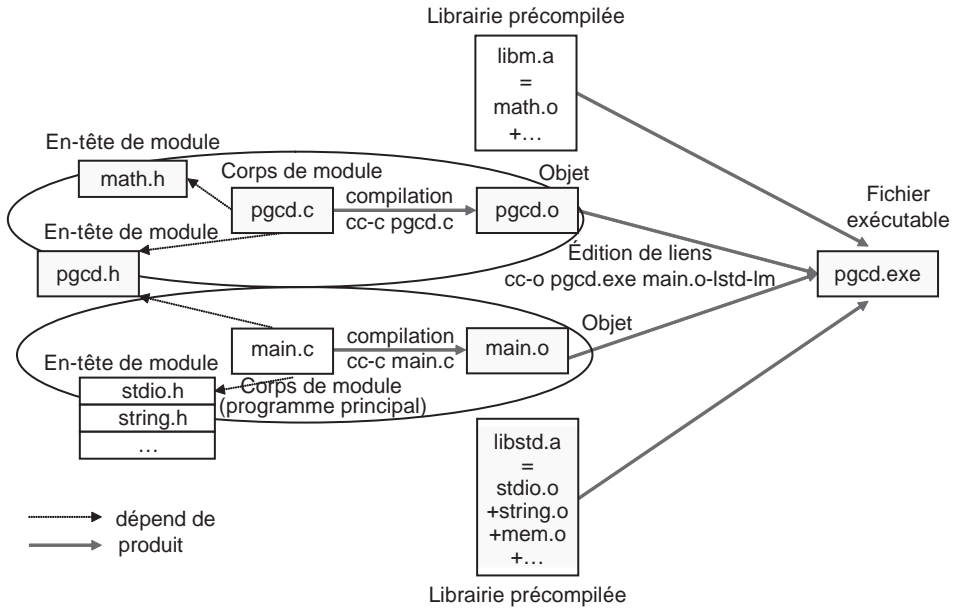 Librairie précompilée
libm.a
=
math.o
+…
En-tête de module
math.h
Corps de module
pgcd.c
compilation
cc-c pgcd.c
Objet
pgcd.o
Fichier
exécutable
pgcd.exe
En-tête de module
pgcd.h
Édition de liens
cc-o pgcd.exe main.o-lstd-lm
main.c
compilation
cc-c main.c
Objet
main.o
En-tête de module
stdio.h
string.h
…
Corps de module
(programme principal)
libstd.a
=
stdio.o
+string.o
+mem.o
+…
Librairie précompilée
dépend de
produit